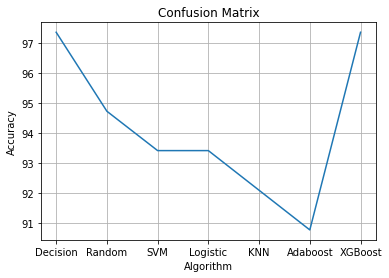 Confusion Matrix
97
96
95
94
93
92
91
Accuracy
Decision Random SVM Logistic KNN Adaboost XGBoost
Algorithm